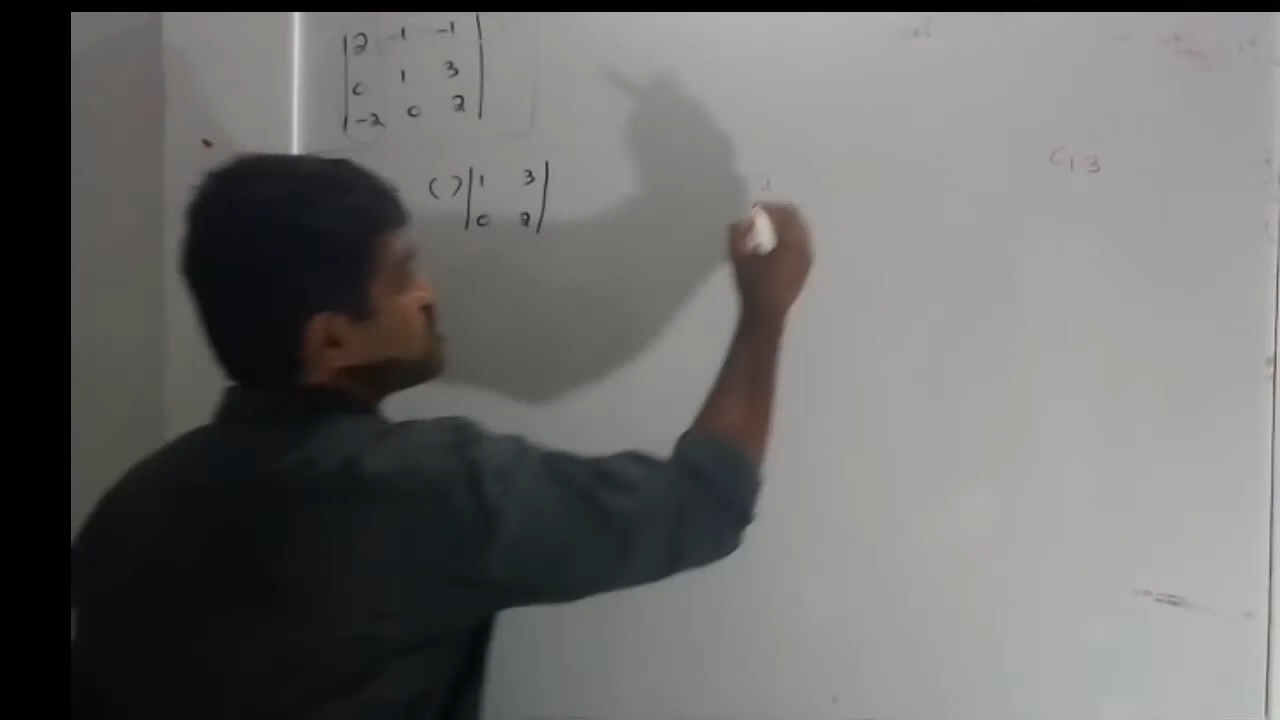 |2 -1 -1|
|0 1 3|
|-2 0 2|
C13
( ) |1 3|
|0 2|